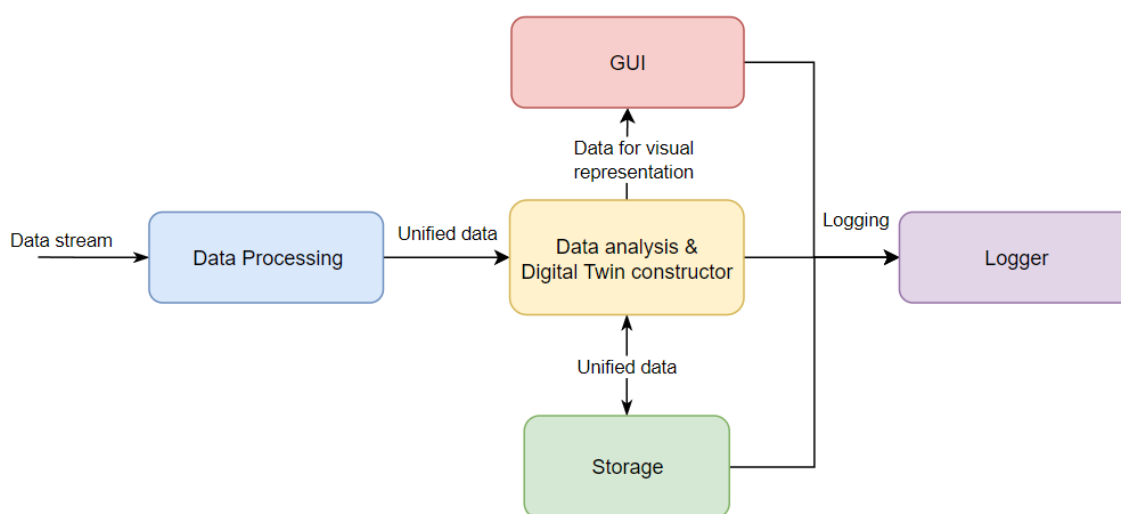 GUI
Data for visual
representation
Data stream
Data Processing
Unified data
Data analysis &
Digital Twin constructor
Logging
Logger
Unified data
Storage